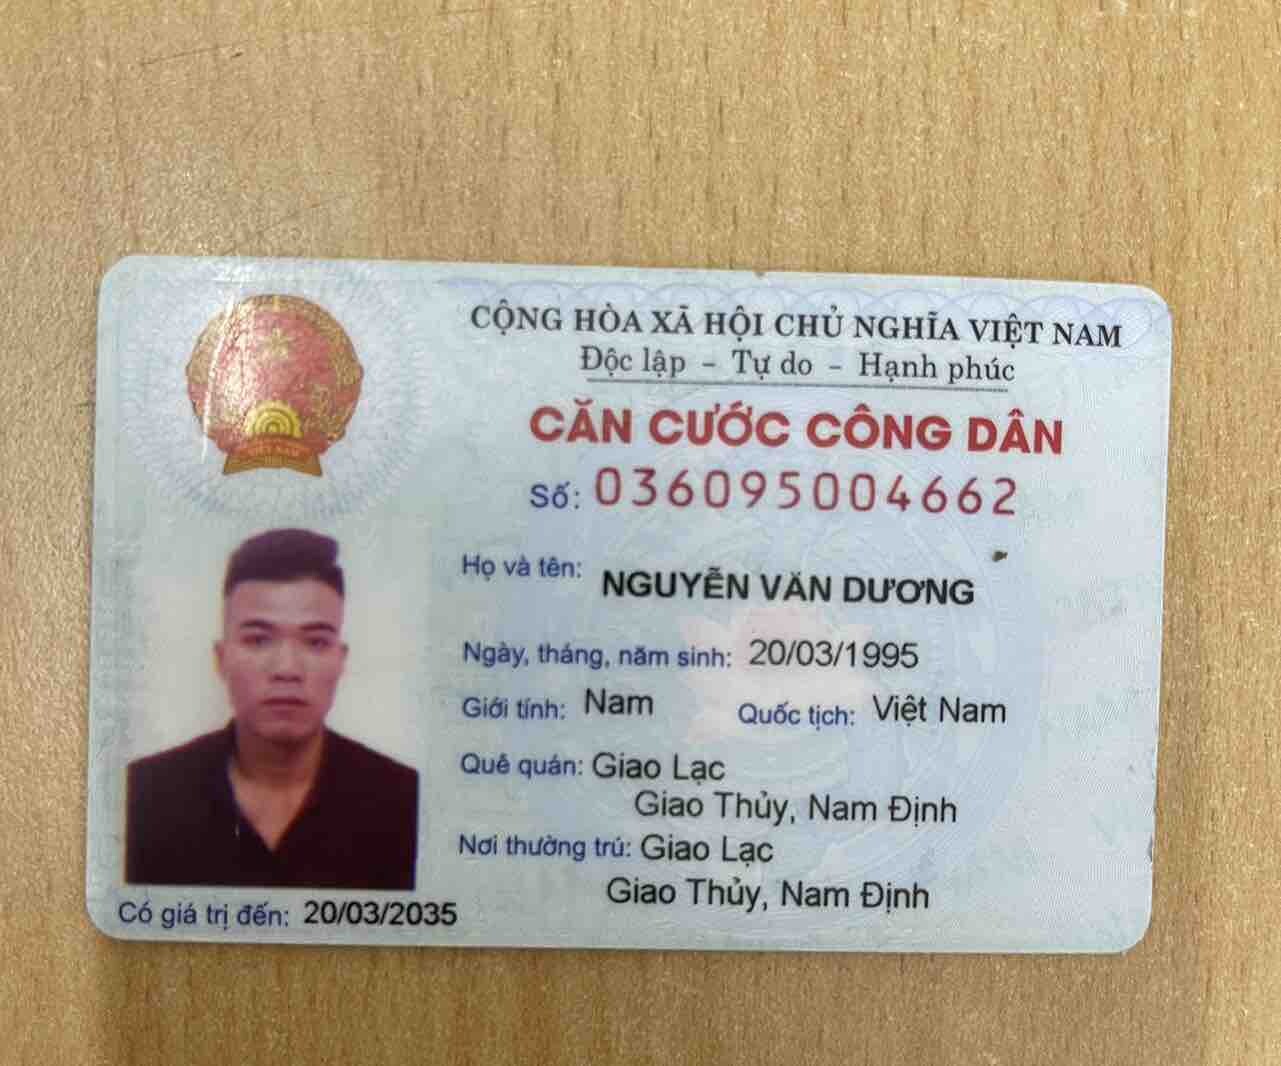 CỘNG HÒA XÃ HỘI CHỦ NGHĨA VIỆT NAM
Độc lập – Tự do – Hạnh phúc
CĂN CƯỚC CÔNG DÂN
Số: 036095004662
Họ và tên: NGUYỄN VĂN DƯƠNG
Ngày, tháng, năm sinh: 20/03/1995
Giới tính: Nam Quốc tịch: Việt Nam
Quê quán: Giao Lạc
Giao Thủy, Nam Định
Nơi thường trú: Giao Lạc
Giao Thủy, Nam Định
Có giá trị đến: 20/03/2035